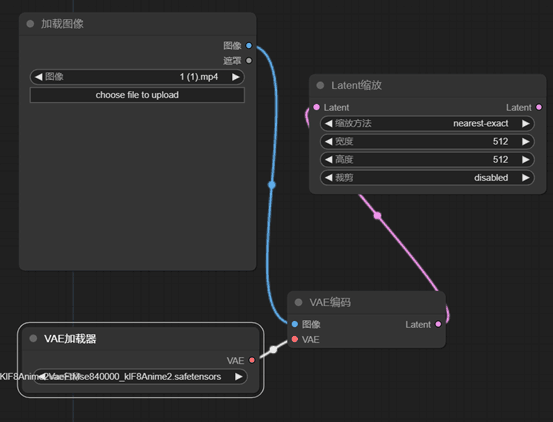 加载图像
图像
遮罩
图像 1 (1).mp4
choose file to upload
Latent缩放
Latent Latent
缩放方法 nearest-exact
宽度 512
高度 512
裁剪 disabled
VAE编码
图像 Latent
VAE
VAE加载器
VAE
klF8Anime2.safetensors